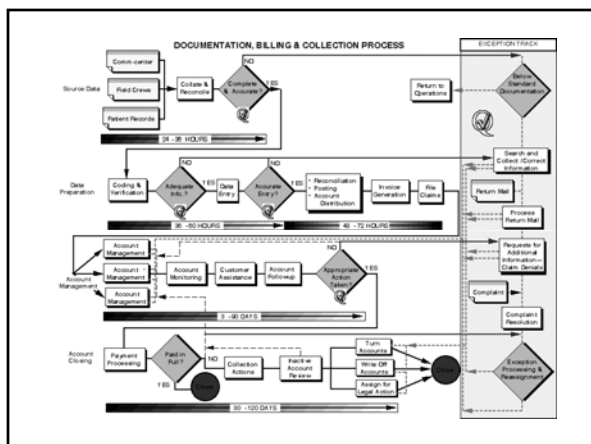 DOCUMENTATION, BILLING & COLLECTION PROCESS
EXCEPTION TRACK
Source Data
Comm-center
Field Crews
Patient Records
Collate &
Reconcile
Complete
& Accurate?
NO
YES
Return to
Operations
Below
Standard
Documentation
24 -36 HOURS
Data
Preparation
Coding &
Verification
Adequate
Info.?
NO
YES
Data
Entry
Accurate
Entry?
NO
YES
- Reconciliation
- Posting
- Account
Distribution
Invoice
Generation
File
Claims
Search and
Collect /Correct
Information
Return Mail
Process
Return Mail
36 -60 HOURS
48 -72 HOURS
Account
Management
Account
Management
Account
Management
Account
Management
Account
Monitoring
Customer
Assistance
Account
Followup
Appropriate
Action
Taken?
NO
YES
Requests for
Additional
Information—
Claim Denials
Complaint
Complaint
Resolution
-90 DAYS
Account
Closing
Payment
Processing
Paid in
Full?
NO
YES
Close
Collection
Actions
Inactive
Account
Review
Turn
Accounts
Write Off
Accounts
Assign for
Legal Action
Close
Exception
Processing &
Reassignment
90 -120 DAYS